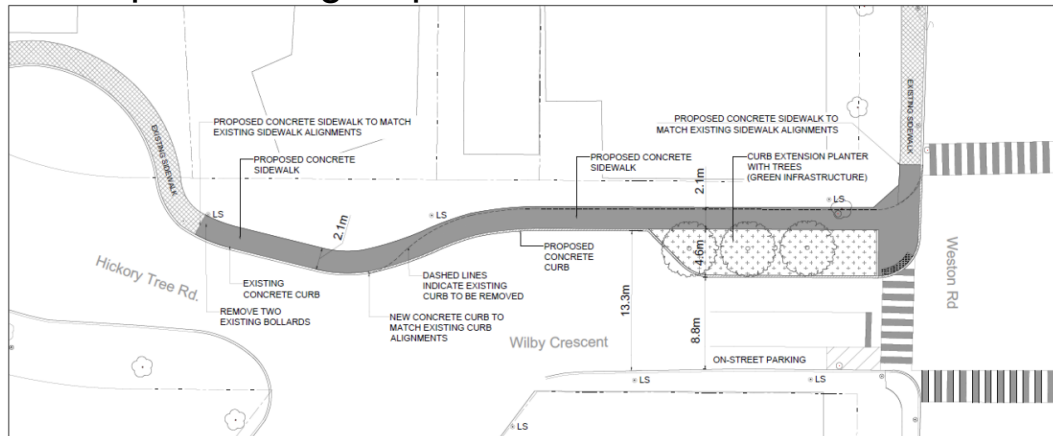 PROPOSED CONCRETE SIDEWALK TO MATCH
EXISTING SIDEWALK ALIGNMENTS
PROPOSED CONCRETE
SIDEWALK
EXISTING SIDEWALK
LS
2.1m
EXISTING
CONCRETE CURB
REMOVE TWO
EXISTING BOLLARDS
Hickory Tree Rd.
LS
DASHED LINES
INDICATE EXISTING
CURB TO BE REMOVED
NEW CONCRETE CURB TO
MATCH EXISTING CURB
ALIGNMENTS
PROPOSED CONCRETE SIDEWALK TO
MATCH EXISTING SIDEWALK ALIGNMENTS
PROPOSED CONCRETE
SIDEWALK
CURB EXTENSION PLANTER
WITH TREES
(GREEN INFRASTRUCTURE)
EXISTING SIDEWALK
2.1m
LS
PROPOSED
CONCRETE
CURB
4.6m
13.3m
8.8m
Wilby Crescent
Weston Rd
ON-STREET PARKING
LS
LS
LS